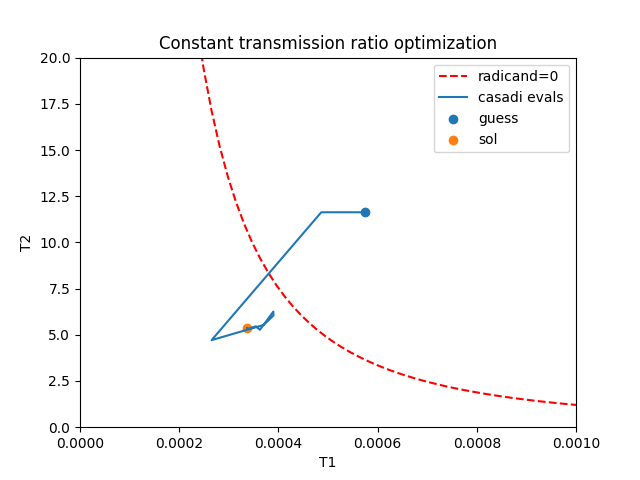 Constant transmission ratio optimization
20.0
17.5
15.0
12.5
10.0
7.5
5.0
2.5
0.0
T2
radicand=0
casadi evals
guess
sol
0.0000
0.0002
0.0004
0.0006
0.0008
0.0010
T1